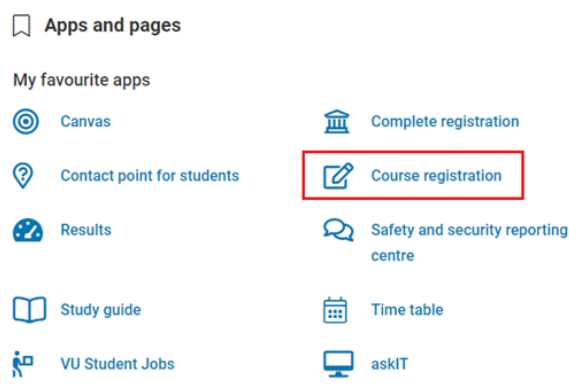 Apps and pages
My favourite apps
Canvas
Complete registration
Contact point for students
Course registration
Results
Safety and security reporting
centre
Study guide
Time table
VU Student Jobs
askIT